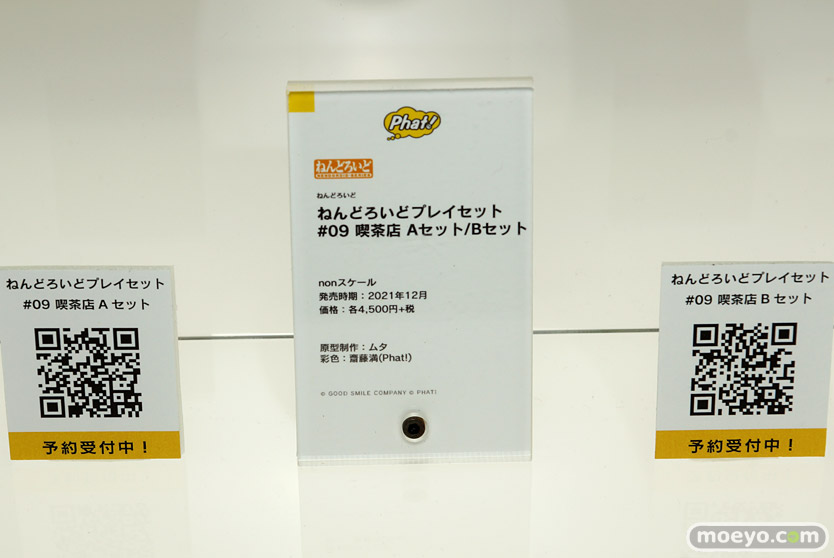 Phat!
ねんどろいど
NENDOROID SERIES
ねんどろいど
ねんどろいどプレイセット
#09 喫茶店 Aセット/Bセット
nonスケール
発売時期：2021年12月
価格：各4,500円+税
原型制作：ムタ
彩色：齋藤満(Phat!)
© GOOD SMILE COMPANY © PHAT!
ねんどろいどプレイセット
#09 喫茶店 A セット
予約受付中！
ねんどろいどプレイセット
#09 喫茶店 B セット
予約受付中！
moeyo.com